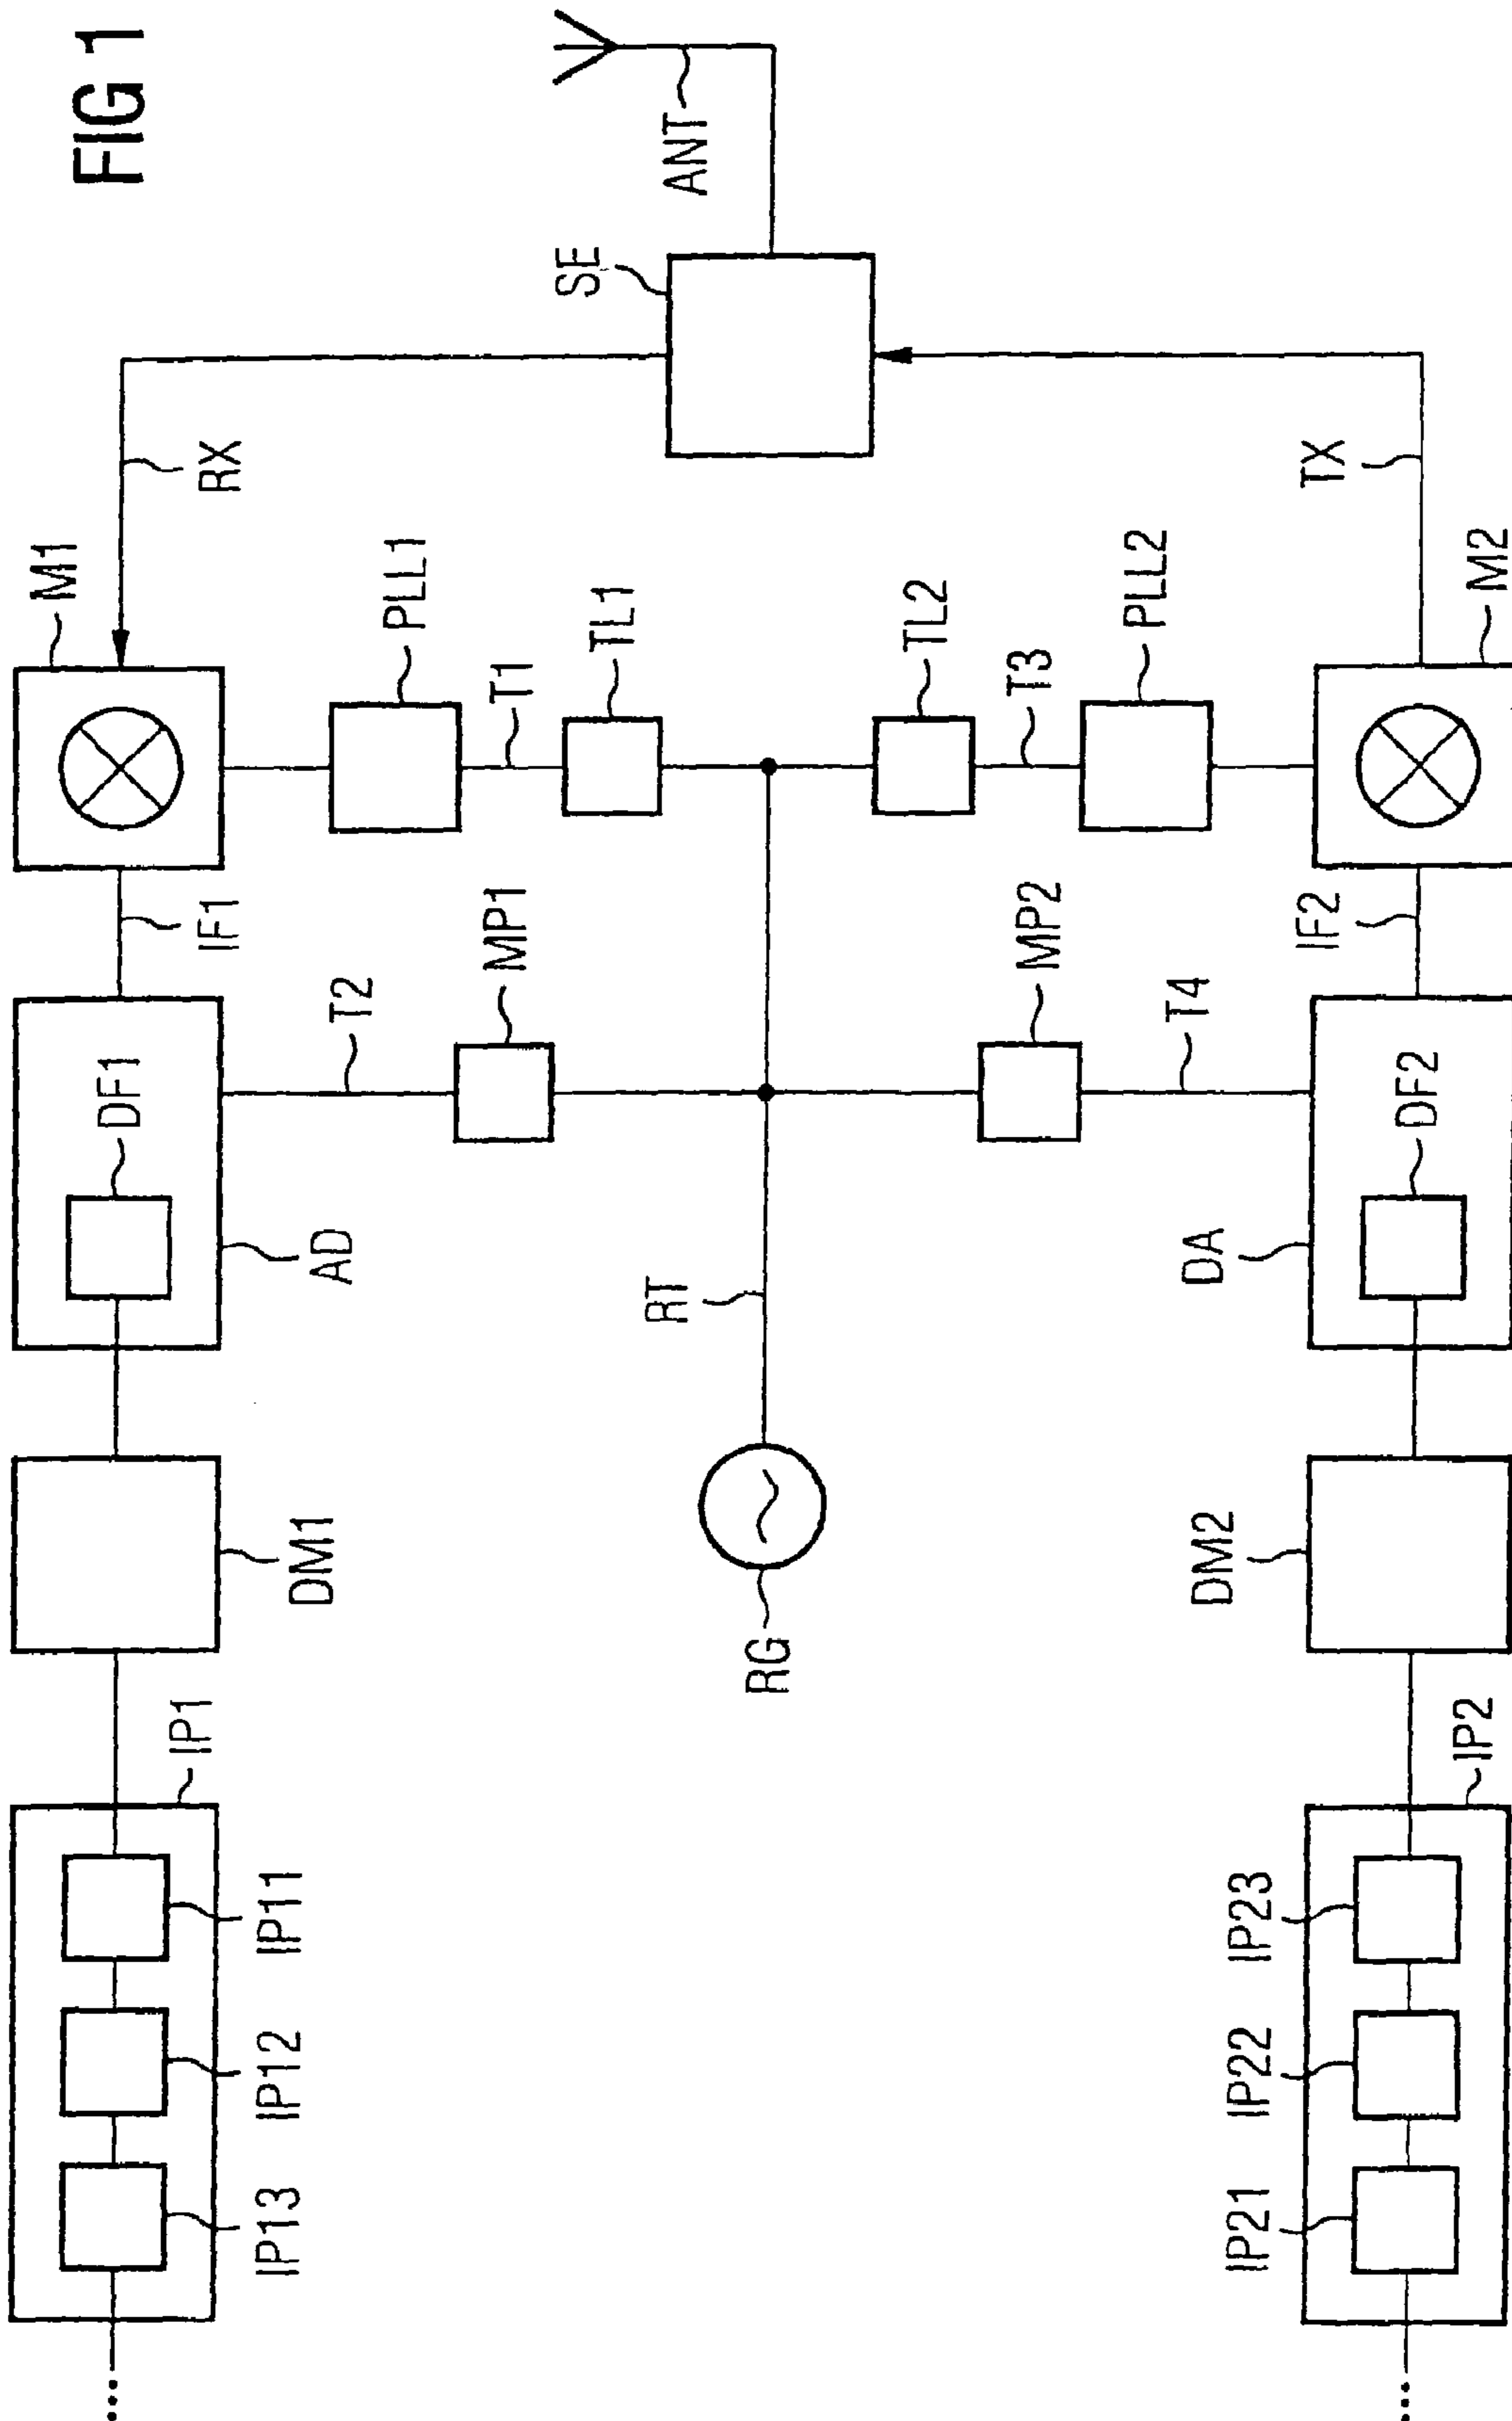 FIG 1
ANT
SE
RX
TX
M1
PLL1
TL1
T1
TL2
T3
PLL2
M2
IF1
MP1
T2
MP2
T4
IF2
DF1
AD
RT
DA
DF2
DM1
RG
DM2
IP1
IP11
IP12
IP13
IP2
IP23
IP22
IP21
...
...